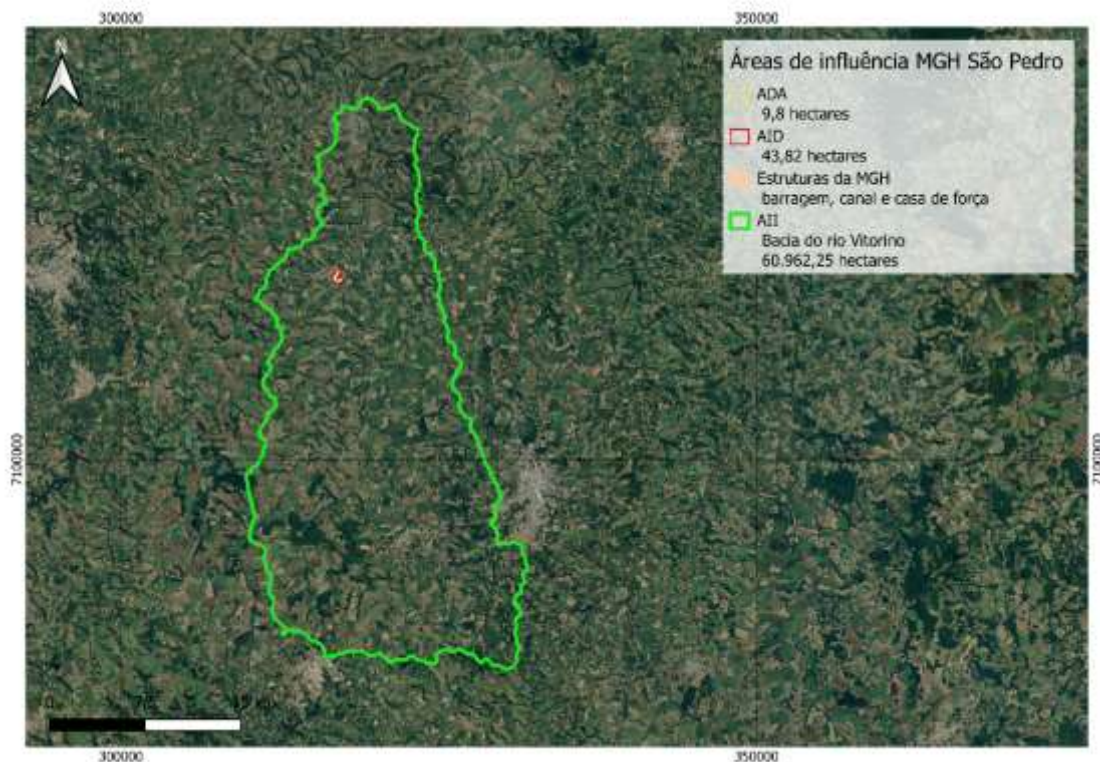 300000
350000
Áreas de influência MGH São Pedro
ADA
9,8 hectares
AID
43,82 hectares
Estruturas da MGH
barragem, canal e casa de força
AII
Bacia do rio Vitorino
60.962,25 hectares
7100000
7100000
300000
350000